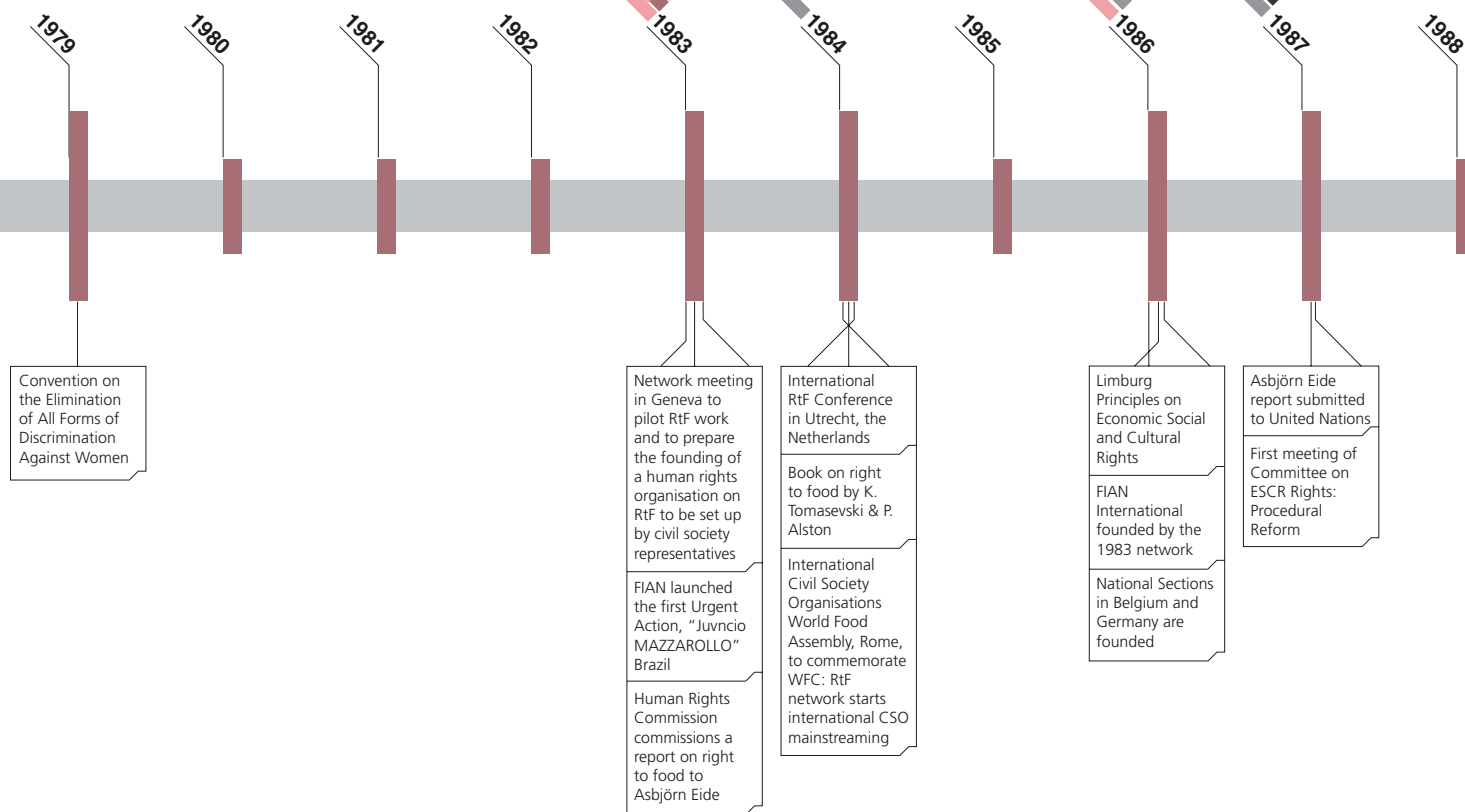 1979
1980
1981
1982
1983
1984
1985
1986
1987
1988
Convention on
the Elimination
of All Forms of
Discrimination
Against Women
Network meeting
in Geneva to
pilot RtF work
and to prepare
the founding of
a human rights
organisation on
RtF to be set up
by civil society
representatives
FIAN launched
the first Urgent
Action, “Juvncio
MAZZAROLLO”
Brazil
Human Rights
Commission
commissions a
report on right
to food to
Asbjörn Eide
International
RtF Conference
in Utrecht, the
Netherlands
Book on right
to food by K.
Tomasevski & P.
Alston
International
Civil Society
Organisations
World Food
Assembly, Rome,
to commemorate
WFC: RtF
network starts
international CSO
mainstreaming
Limburg
Principles on
Economic Social
and Cultural
Rights
FIAN
International
founded by the
1983 network
National Sections
in Belgium and
Germany are
founded
Asbjörn Eide
report submitted
to United Nations
First meeting of
Committee on
ESCR Rights:
Procedural
Reform